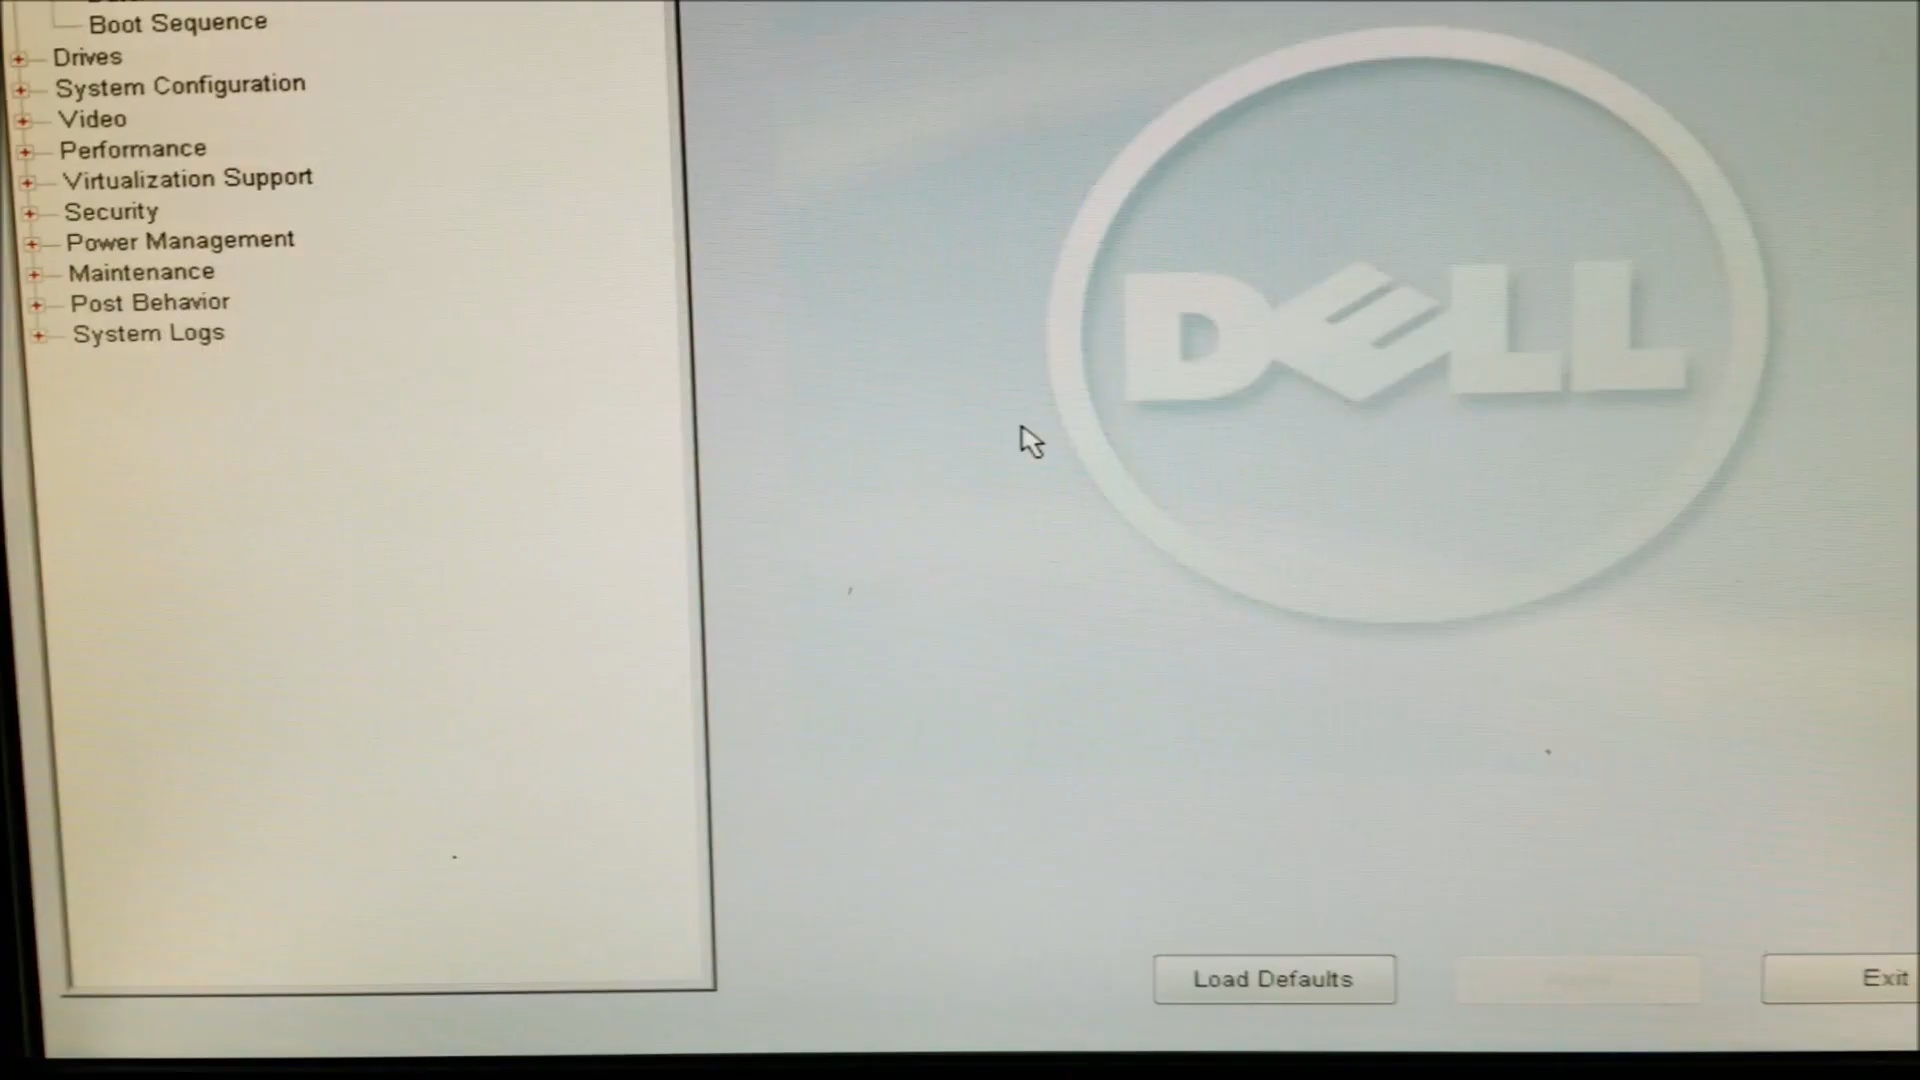 Boot Sequence
Drives
System Configuration
Video
Performance
Virtualization Support
Security
Power Management
Maintenance
Post Behavior
System Logs
DELL
Load Defaults
Exit